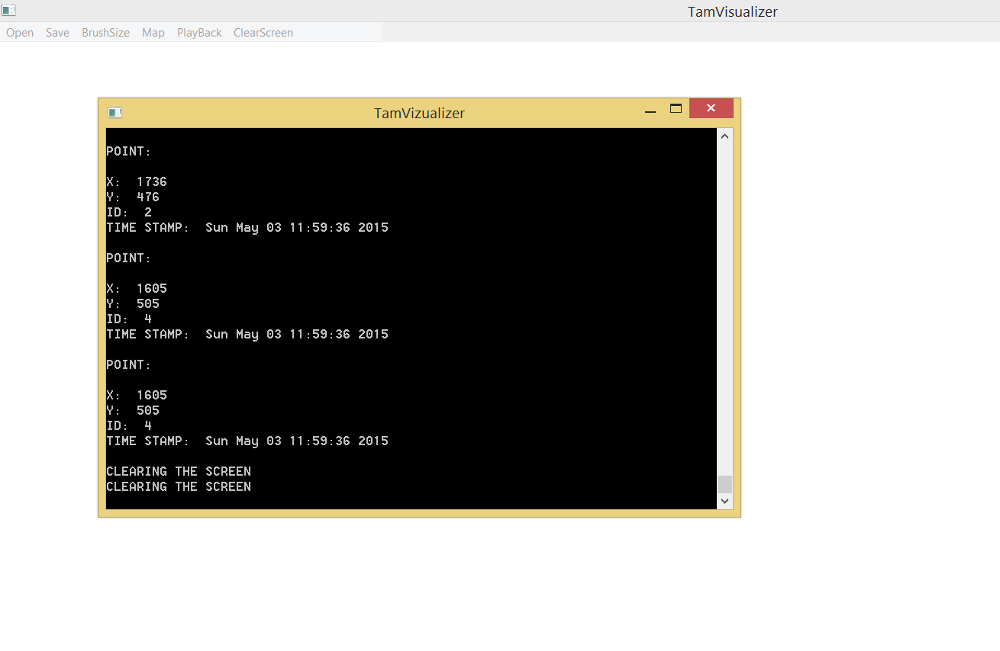 TamVisualizer
Open Save BrushSize Map PlayBack ClearScreen
TamVizualizer
POINT:
X:  1736
Y:  476
ID:  2
TIME STAMP:  Sun May 03 11:59:36 2015
POINT:
X:  1605
Y:  505
ID:  4
TIME STAMP:  Sun May 03 11:59:36 2015
POINT:
X:  1605
Y:  505
ID:  4
TIME STAMP:  Sun May 03 11:59:36 2015
CLEARING THE SCREEN
CLEARING THE SCREEN